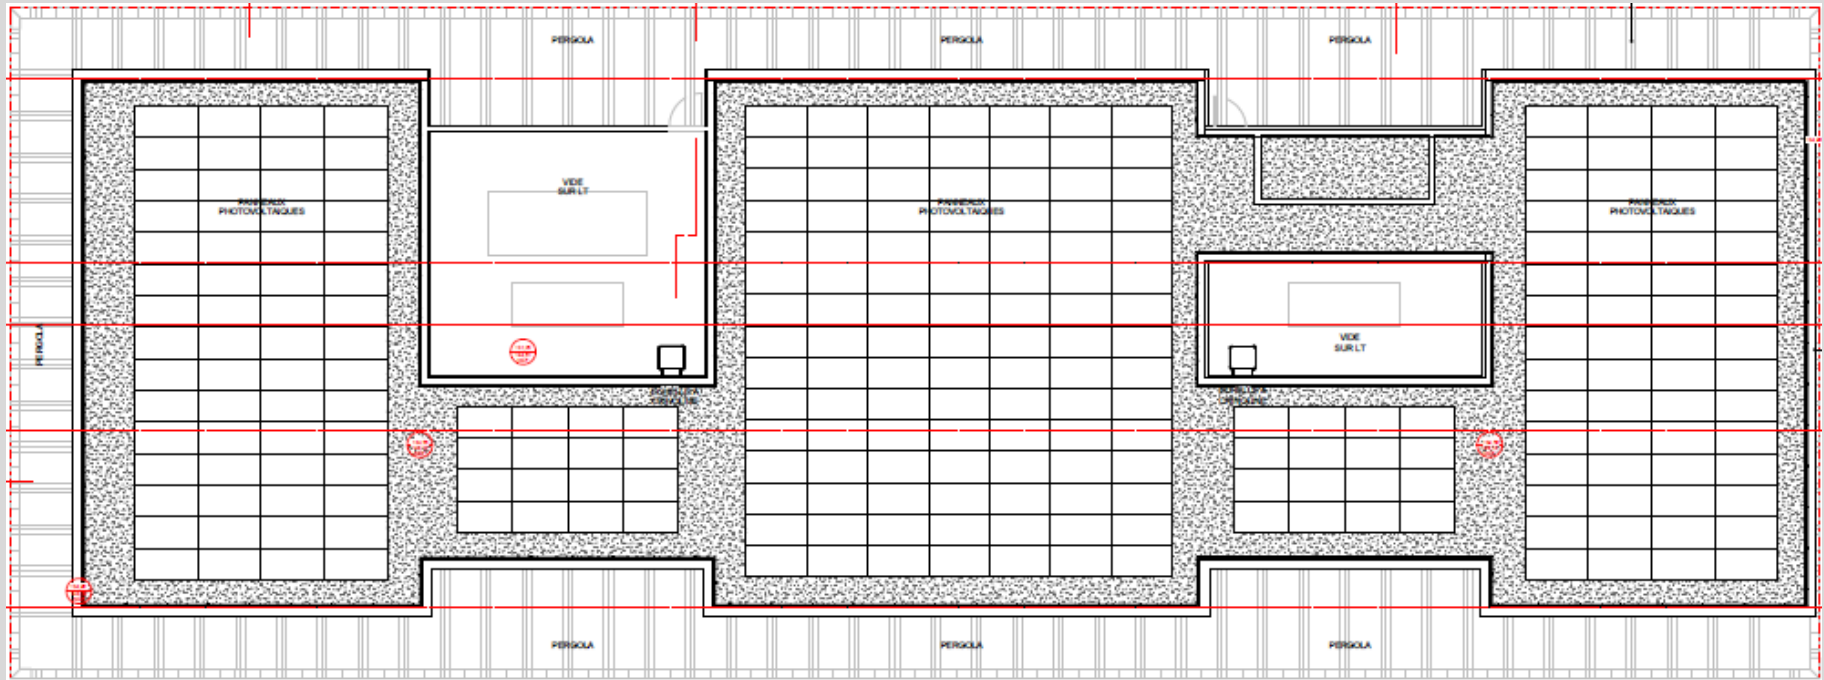 PERGOLA
PERGOLA
PERGOLA
VIDE
SUR LT
PANNEAUX
PHOTOVOLTAIQUES
PANNEAUX
PHOTOVOLTAIQUES
PANNEAUX
PHOTOVOLTAIQUES
PERGOLA
VIDE
SUR LT
PERGOLA
PERGOLA
PERGOLA